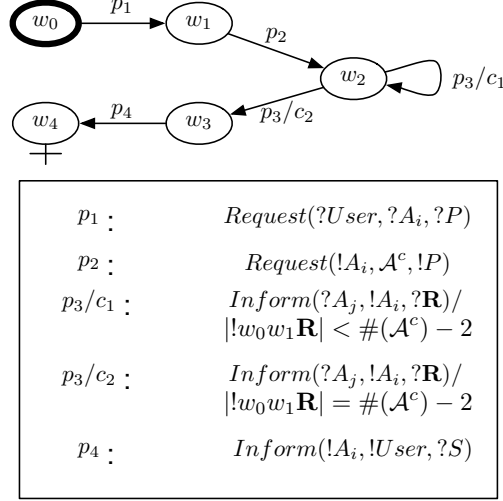 w₀ p₁ w₁ p₂
w₂ p₃/c₁
w₄ p₄ w₃ p₃/c₂
p₁ : Request(?User, ?Aᵢ, ?P)
p₂ : Request(!Aᵢ, 𝒜ᶜ, !P)
p₃/c₁ : Inform(?Aⱼ, !Aᵢ, ?𝐑)/
|!w₀w₁𝐑| < #(𝒜ᶜ) − 2
p₃/c₂ : Inform(?Aⱼ, !Aᵢ, ?𝐑)/
|!w₀w₁𝐑| = #(𝒜ᶜ) − 2
p₄ : Inform(!Aᵢ, !User, ?S)